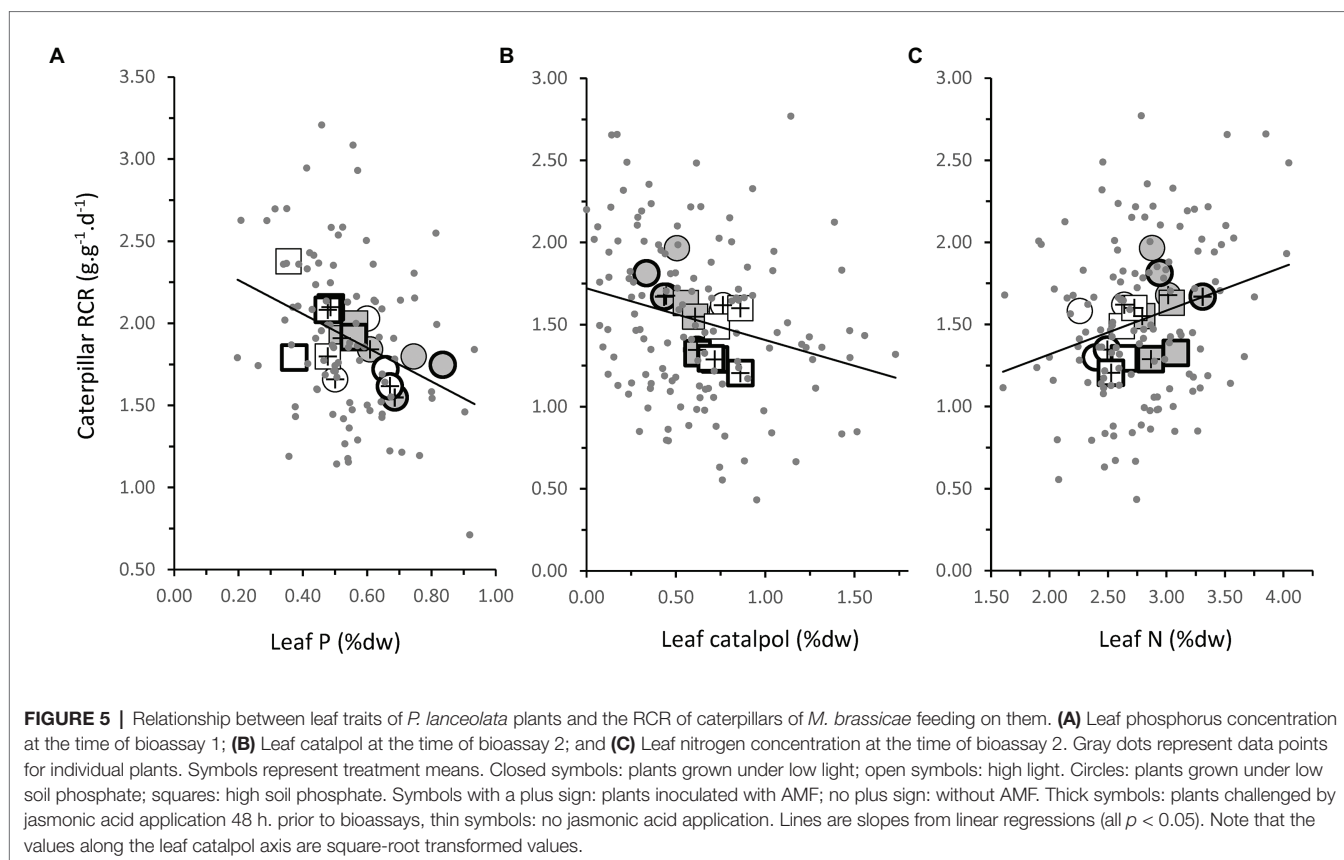 A
B
C
3.50
3.00
2.50
2.00
1.50
1.00
0.50
0.00 0.20 0.40 0.60 0.80 1.00
Caterpillar RCR (g.g-1.d-1)
Leaf P (%dw)
3.00
2.50
2.00
1.50
1.00
0.50
0.00
0.00 0.50 1.00 1.50
Leaf catalpol (%dw)
3.00
2.50
2.00
1.50
1.00
0.50
0.00
1.50 2.00 2.50 3.00 3.50 4.00
Leaf N (%dw)
FIGURE 5 | Relationship between leaf traits of P. lanceolata plants and the RCR of caterpillars of M. brassicae feeding on them. (A) Leaf phosphorus concentration
at the time of bioassay 1; (B) Leaf catalpol at the time of bioassay 2; and (C) Leaf nitrogen concentration at the time of bioassay 2. Gray dots represent data points
for individual plants. Symbols represent treatment means. Closed symbols: plants grown under low light; open symbols: high light. Circles: plants grown under low
soil phosphate; squares: high soil phosphate. Symbols with a plus sign: plants inoculated with AMF; no plus sign: without AMF. Thick symbols: plants challenged by
jasmonic acid application 48 h. prior to bioassays, thin symbols: no jasmonic acid application. Lines are slopes from linear regressions (all p < 0.05). Note that the
values along the leaf catalpol axis are square-root transformed values.